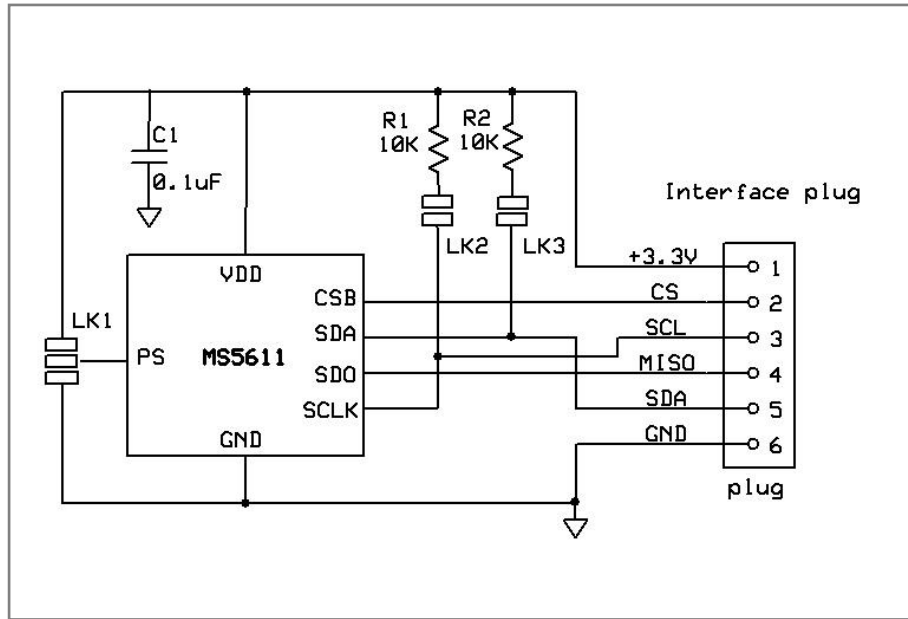 C1
0.1uF
R1
10K
R2
10K
LK2
LK3
LK1
VDD
CSB
SDA
PS
MS5611
SDO
SCLK
GND
Interface plug
+3.3V
1
CS
2
SCL
3
MISO
4
SDA
5
GND
6
plug